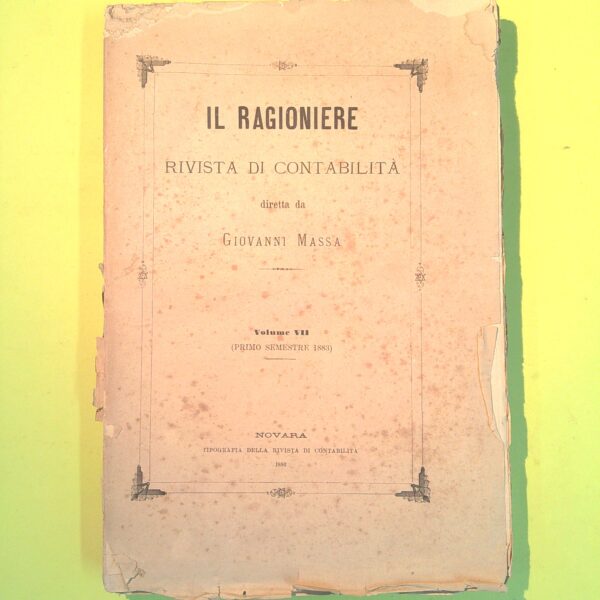 IL RAGIONIERE
RIVISTA DI CONTABILITÀ
diretta da
GIOVANNI MASSA
Volume VII
(PRIMO SEMESTRE 1883)
NOVARA
TIPOGRAFIA DELLA RIVISTA DI CONTABILITÀ